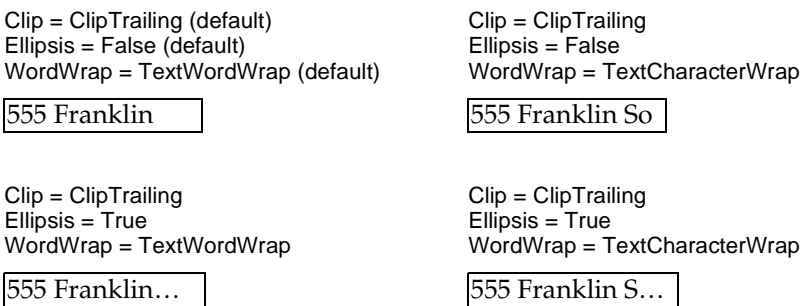 Clip = ClipTrailing (default)
Ellipsis = False (default)
WordWrap = TextWordWrap (default)
555 Franklin
Clip = ClipTrailing
Ellipsis = False
WordWrap = TextCharacterWrap
555 Franklin So
Clip = ClipTrailing
Ellipsis = True
WordWrap = TextWordWrap
555 Franklin…
Clip = ClipTrailing
Ellipsis = True
WordWrap = TextCharacterWrap
555 Franklin S…